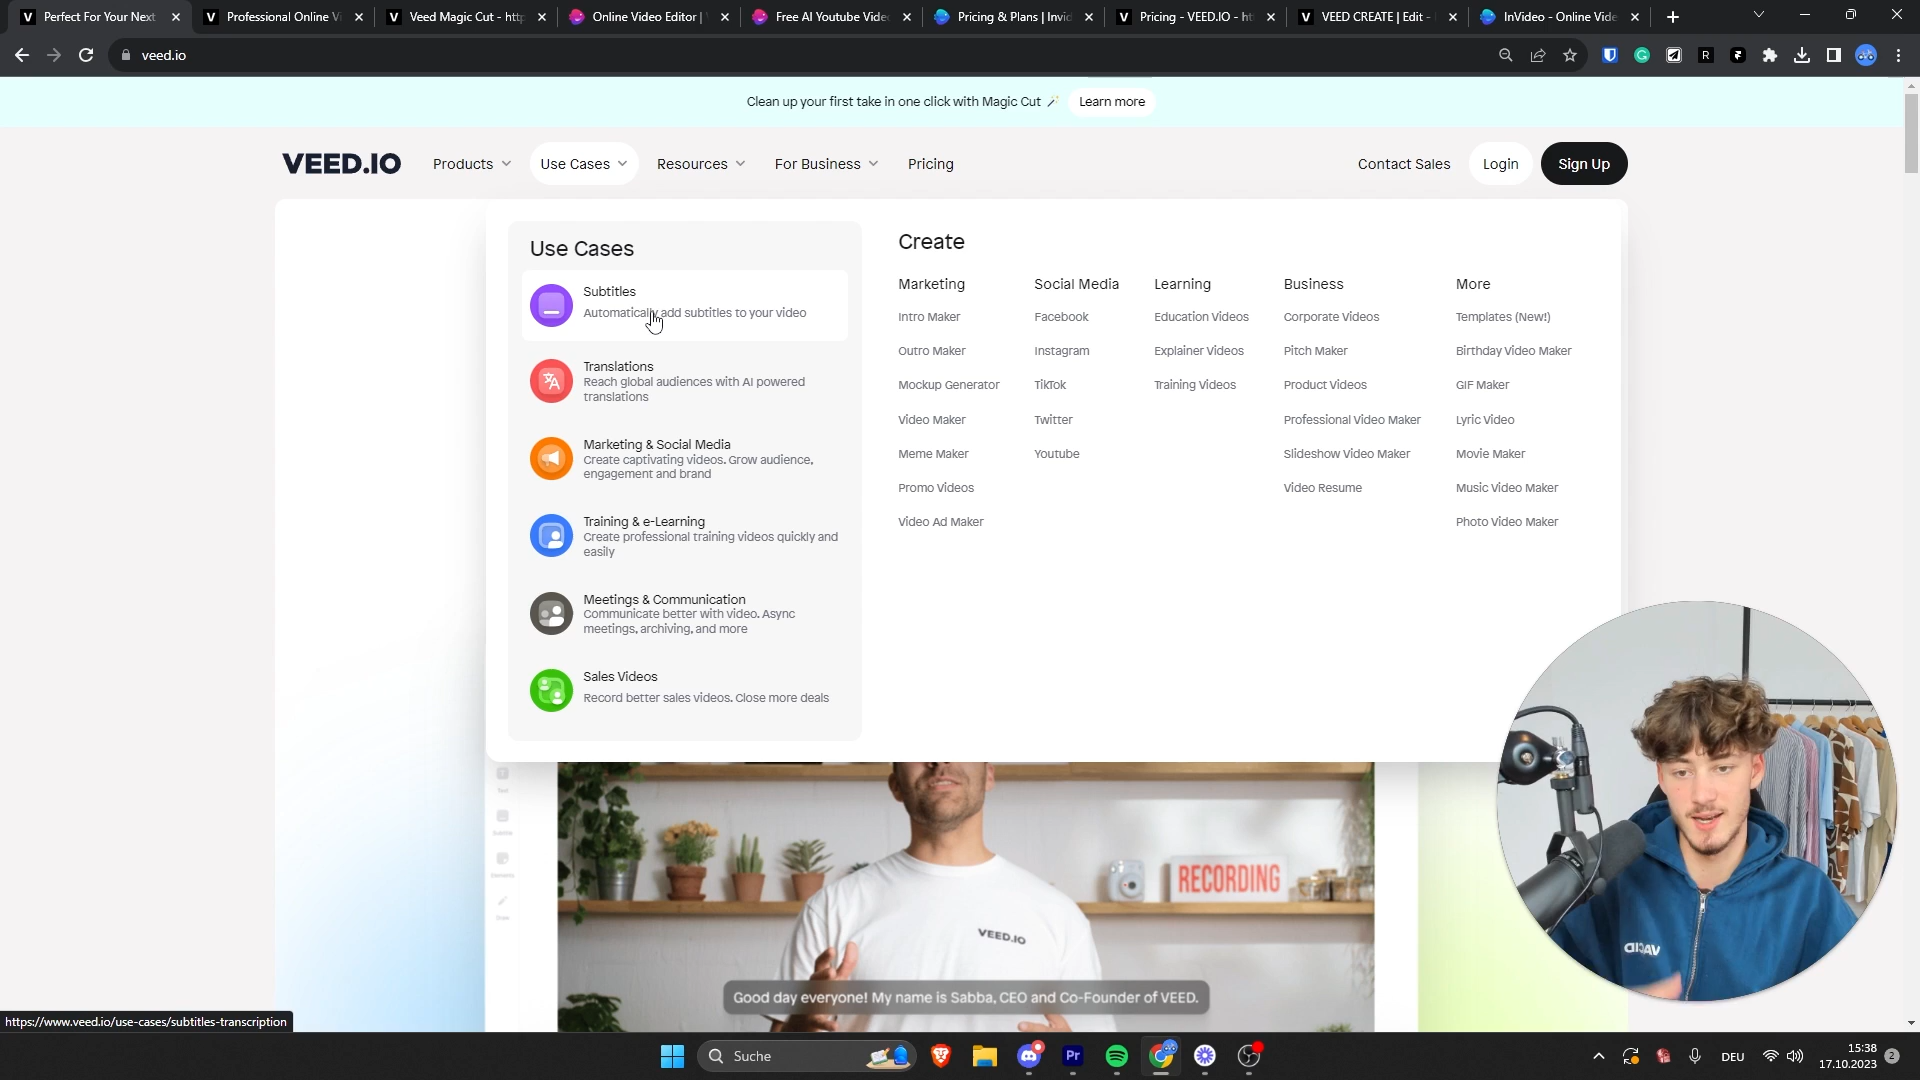 Perfect For Your Next
Professional Online Vi
Veed Magic Cut - http
Online Video Editor |
Free AI Youtube Vide
Pricing & Plans | Invid
Pricing - VEED.IO - ht
VEED CREATE | Edit -
InVideo - Online Vide
veed.io
Clean up your first take in one click with Magic Cut
Learn more
VEED.IO
Products
Use Cases
Resources
For Business
Pricing
Contact Sales
Login
Sign Up
Use Cases
Subtitles
Automatically add subtitles to your video
Translations
Reach global audiences with AI powered
translations
Marketing & Social Media
Create captivating videos. Grow audience,
engagement and brand
Training & e-Learning
Create professional training videos quickly and
easily
Meetings & Communication
Communicate better with video. Async
meetings, archiving, and more
Sales Videos
Record better sales videos. Close more deals
Create
Marketing
Intro Maker
Outro Maker
Mockup Generator
Video Maker
Meme Maker
Promo Videos
Video Ad Maker
Social Media
Facebook
Instagram
TikTok
Twitter
Youtube
Learning
Education Videos
Explainer Videos
Training Videos
Business
Corporate Videos
Pitch Maker
Product Videos
Professional Video Maker
Slideshow Video Maker
Video Resume
More
Templates (New!)
Birthday Video Maker
GIF Maker
Lyric Video
Movie Maker
Music Video Maker
Photo Video Maker
RECORDING
VEED.IO
Good day everyone! My name is Sabba, CEO and Co-Founder of VEED.
https://www.veed.io/use-cases/subtitles-transcription
Suche
Pr
DEU
15:38
17.10.2023
2